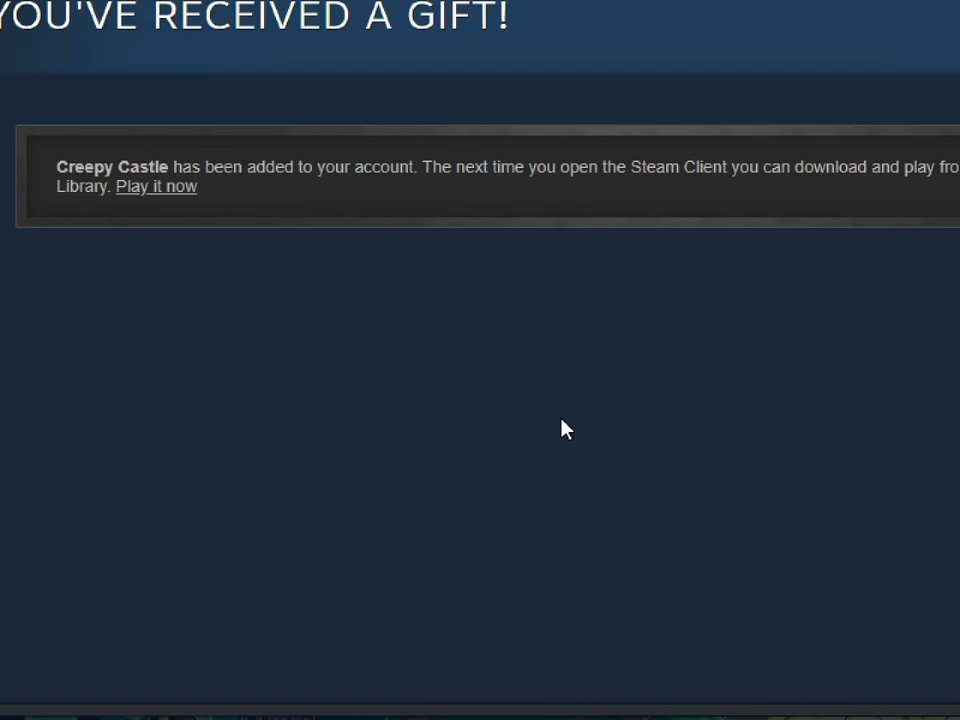 YOU'VE RECEIVED A GIFT!
Creepy Castle has been added to your account. The next time you open the Steam Client you can download and play
Library. Play it now